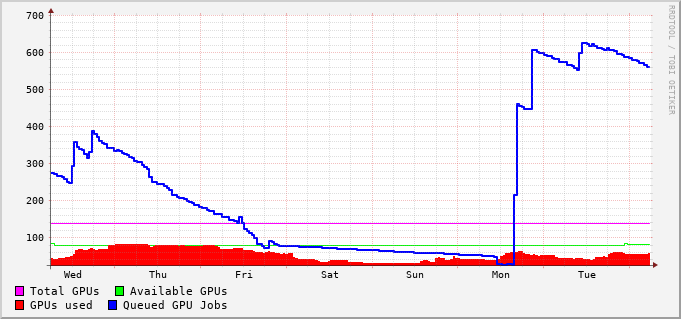 700
600
500
400
300
200
100
Wed Thu Fri Sat Sun Mon Tue
Total GPUs Available GPUs
GPUs used Queued GPU Jobs
RRDTOOL / TOBI OETIKER